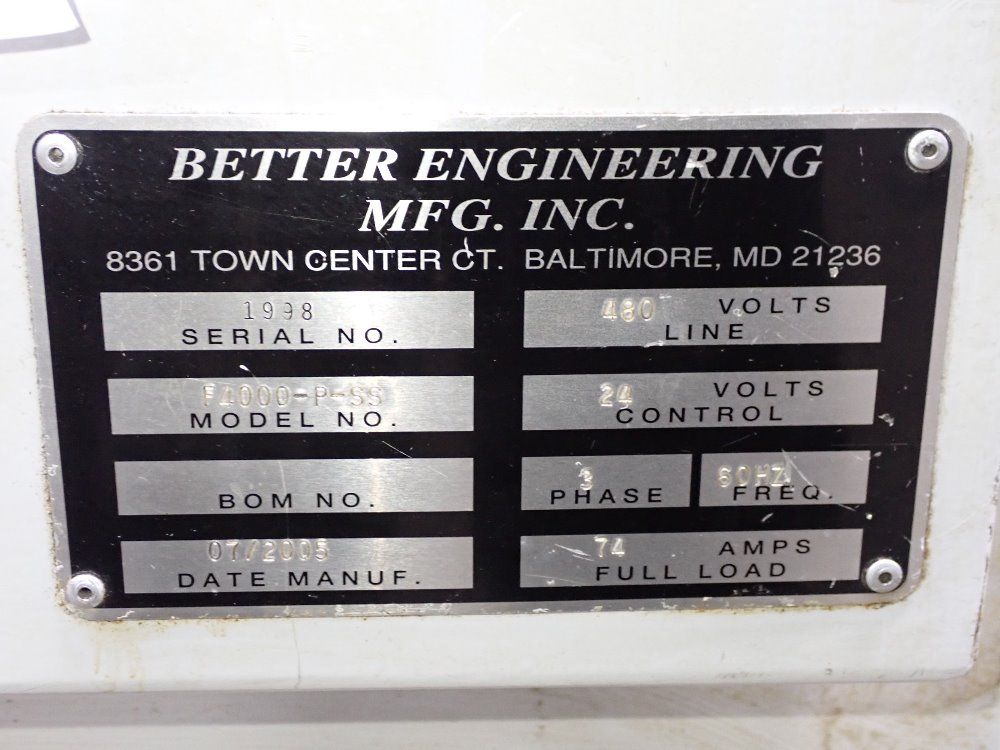 BETTER ENGINEERING
MFG. INC.
8361 TOWN CENTER CT. BALTIMORE, MD 21236
1998
SERIAL NO.
480 VOLTS
LINE
F4000-P-SS
MODEL NO.
24 VOLTS
CONTROL
BOM NO.
3
PHASE
60HZ
FREQ.
07/2005
DATE MANUF.
74 AMPS
FULL LOAD